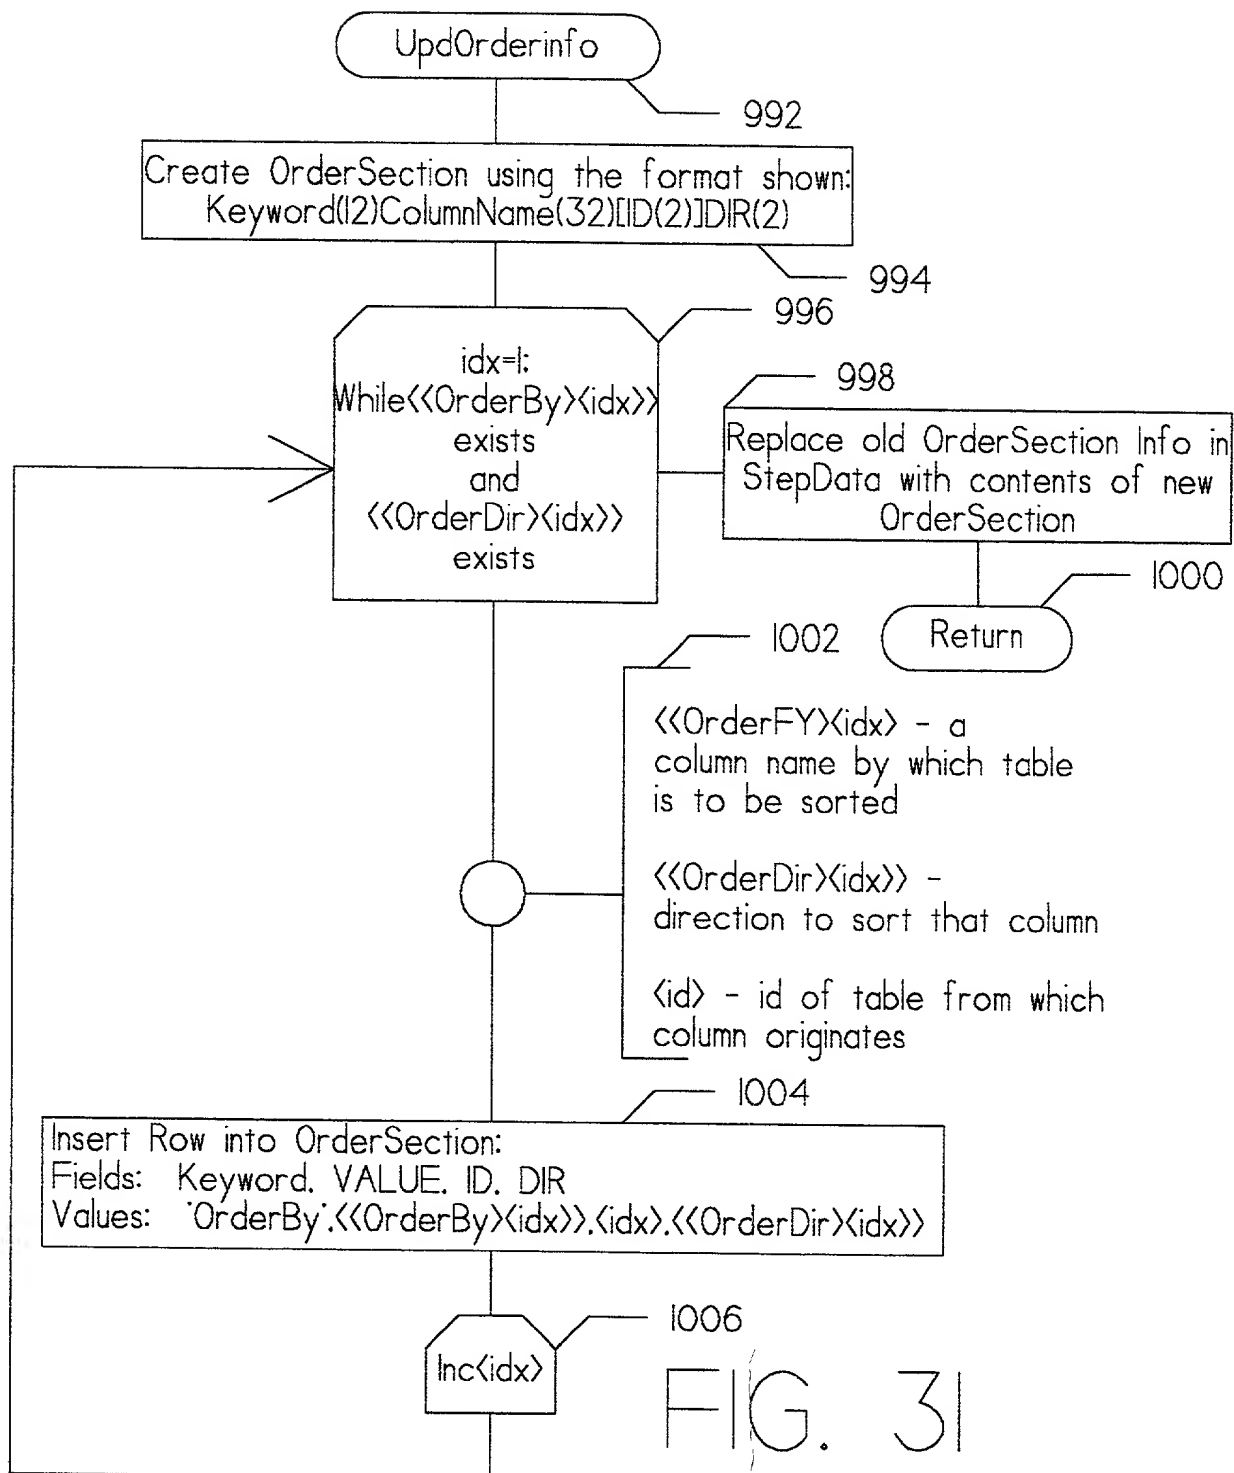 UpdOrderinfo
992
Create OrderSection using the format shown:
Keyword(12)ColumnName(32)[ID(2)]DIR(2)
994
996
idx=1:
While<<OrderBy><idx>>
exists
and
<<OrderDir><idx>>
exists
998
Replace old OrderSection Info in
StepData with contents of new
OrderSection
1000
Return
1002
<<OrderFY><idx> - a
column name by which table
is to be sorted
<<OrderDir><idx>> -
direction to sort that column
<id> - id of table from which
column originates
1004
Insert Row into OrderSection:
Fields: Keyword. VALUE. ID. DIR
Values: 'OrderBy'.<<OrderBy><idx>>.<idx>.<<OrderDir><idx>>
1006
Inc<idx>
FIG. 31